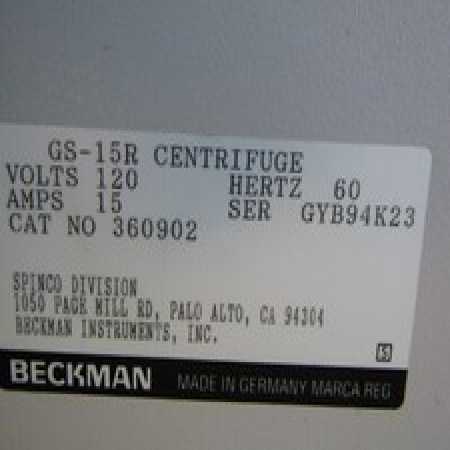 GS-15R CENTRIFUGE
VOLTS 120 HERTZ 60
AMPS 15 SER GYB94K23
CAT NO 360902
SPINCO DIVISION
1050 PAGE MILL RD, PALO ALTO, CA 94304
BECKMAN INSTRUMENTS, INC.
BECKMAN MADE IN GERMANY MARCA REG